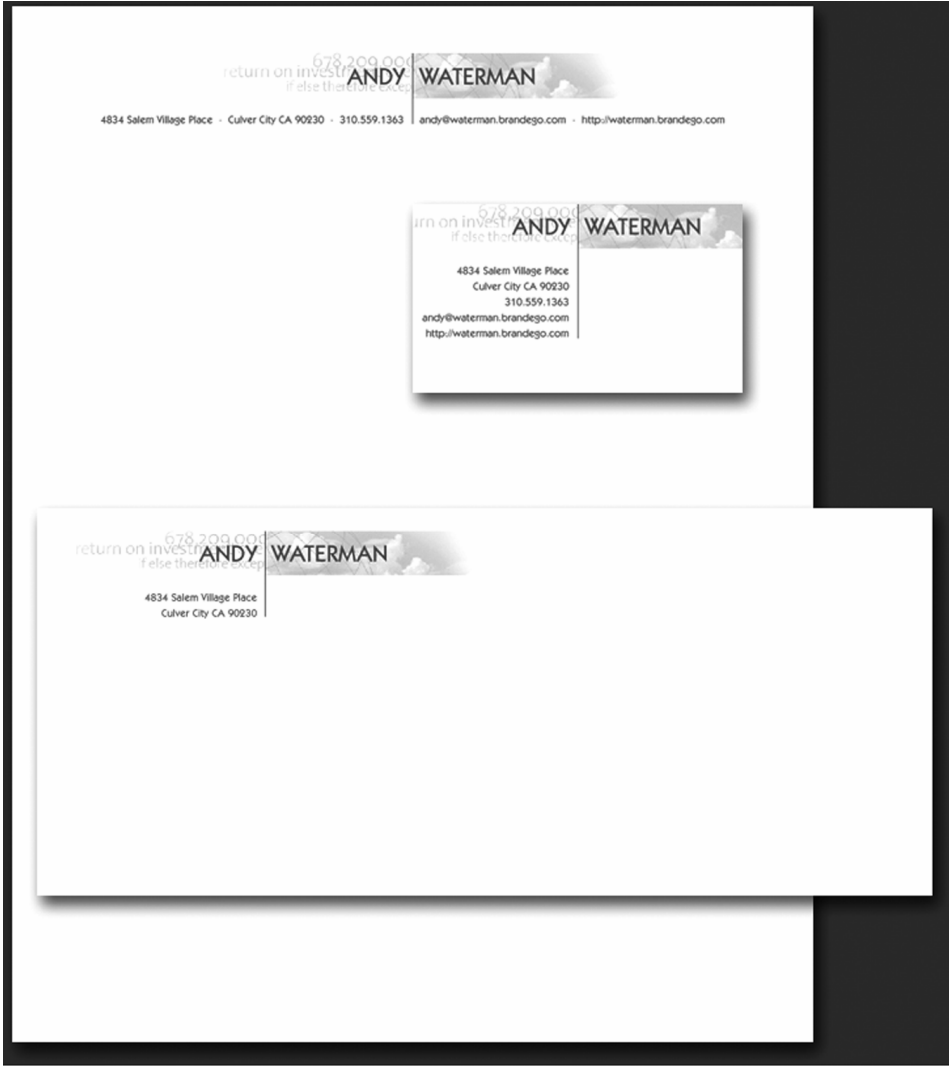 678,209,000
return on invest
if else therefore excep
ANDY WATERMAN
4834 Salem Village Place · Culver City CA 90230 · 310.559.1363 andy@waterman.brandego.com · http://waterman.brandego.com
678,209,000
urn on invest
if else therefore excep
ANDY WATERMAN
4834 Salem Village Place
Culver City CA 90230
310.559.1363
andy@waterman.brandego.com
http://waterman.brandego.com
678,209,000
return on invest
f else therefore excep
ANDY WATERMAN
4834 Salem Village Place
Culver City CA 90230